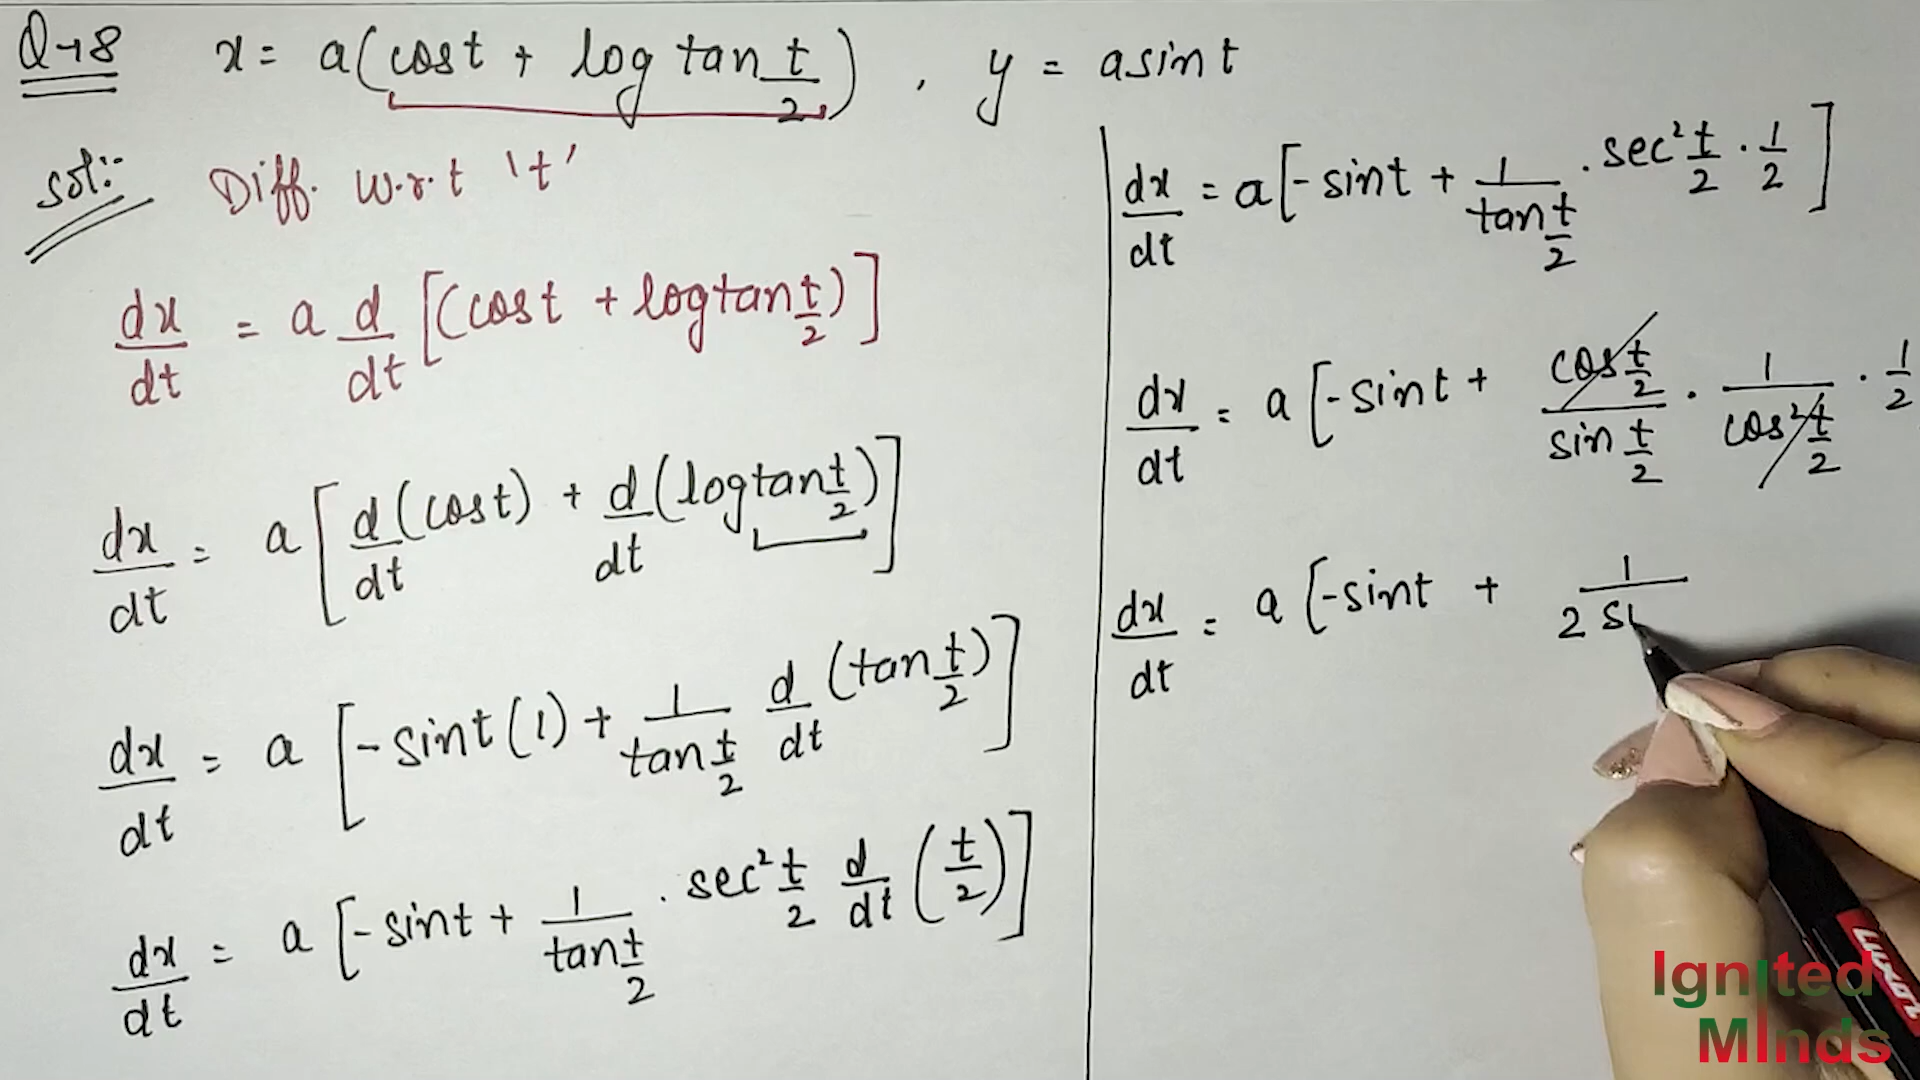 Q→8 x = a(cost + log tan t/2) , y = asint
Sol:- Diff. w.r.t 't'
dx/dt = a d/dt [(cost + logtan t/2)]
dx/dt = a [d/dt (cost) + d/dt (logtan t/2)]
dx/dt = a [-sint(1) + 1/tan t/2 d/dt (tan t/2)]
dx/dt = a [-sint + 1/tan t/2 . sec² t/2 d/dt (t/2)]
dx/dt = a [-sint + 1/tan t/2 . sec² t/2 . 1/2]
dx/dt = a [-sint + cos t/2 / sin t/2 . 1/cos² t/2 . 1/2
dx/dt = a [-sint + 1/2 si
Ignited
Minds